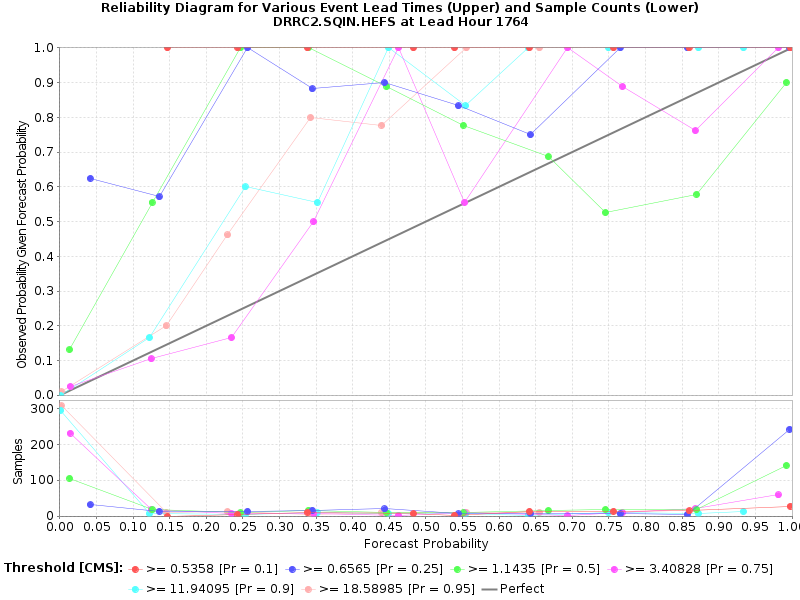 Reliability Diagram for Various Event Lead Times (Upper) and Sample Counts (Lower)
DRRC2.SQIN.HEFS at Lead Hour 1764
Observed Probability Given Forecast Probability
1.0
0.9
0.8
0.7
0.6
0.5
0.4
0.3
0.2
0.1
0.0
Samples
300
200
100
0
0.00 0.05 0.10 0.15 0.20 0.25 0.30 0.35 0.40 0.45 0.50 0.55 0.60 0.65 0.70 0.75 0.80 0.85 0.90 0.95 1.0
Forecast Probability
Threshold [CMS]: >= 0.5358 [Pr = 0.1] >= 0.6565 [Pr = 0.25] >= 1.1435 [Pr = 0.5] >= 3.40828 [Pr = 0.75]
>= 11.94095 [Pr = 0.9] >= 18.58985 [Pr = 0.95] Perfect